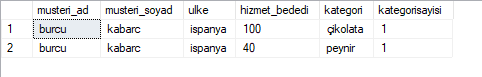 musteri_ad musteri_soyad ulke hizmet_bededi kategori kategorisayisi
1 burcu kabarc ispanya 100 çikolata 1
2 burcu kabarc ispanya 40 peynir 1